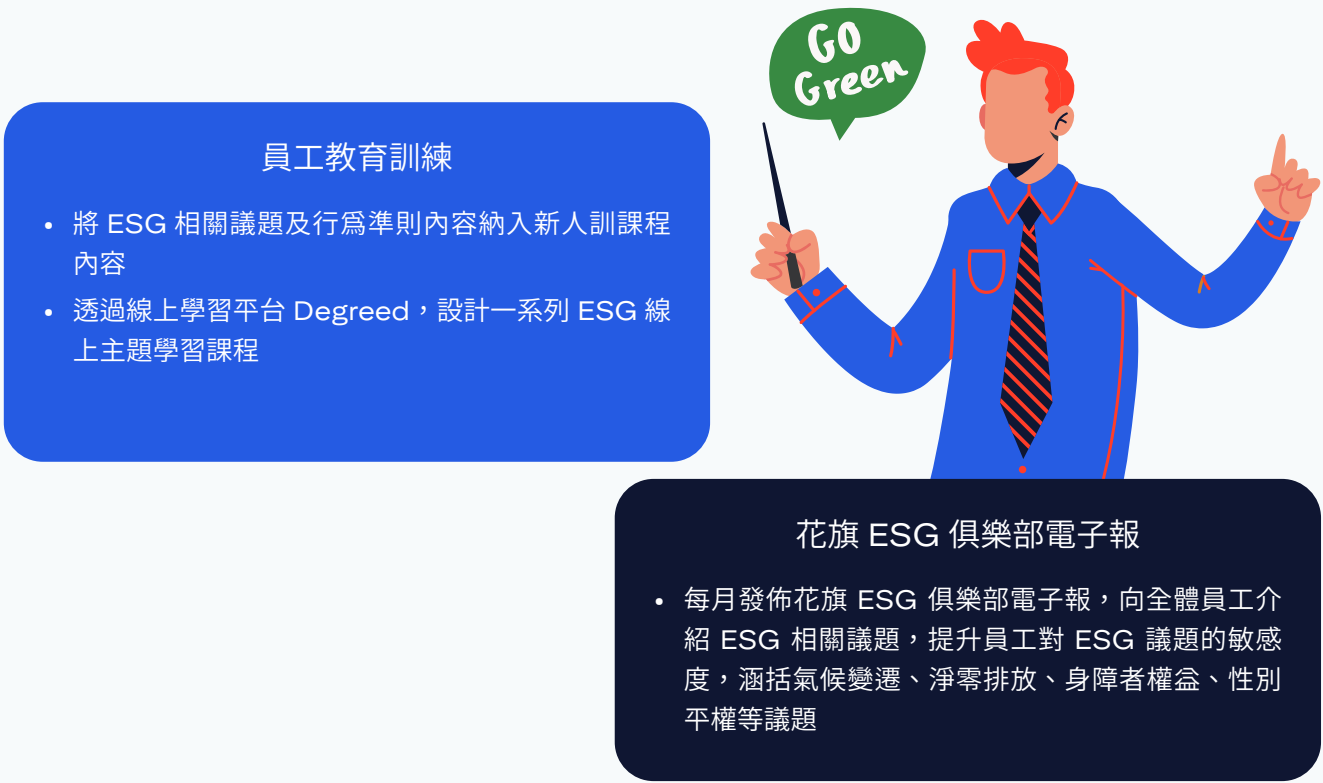 GO
Green
員工教育訓練
• 將 ESG 相關議題及行爲準則內容納入新人訓課程
內容
• 透過線上學習平台 Degreed，設計一系列 ESG 線
上主題學習課程
花旗 ESG 俱樂部電子報
• 每月發佈花旗 ESG 俱樂部電子報，向全體員工介
紹 ESG 相關議題，提升員工對 ESG 議題的敏感
度，涵括氣候變遷、淨零排放、身障者權益、性別
平權等議題